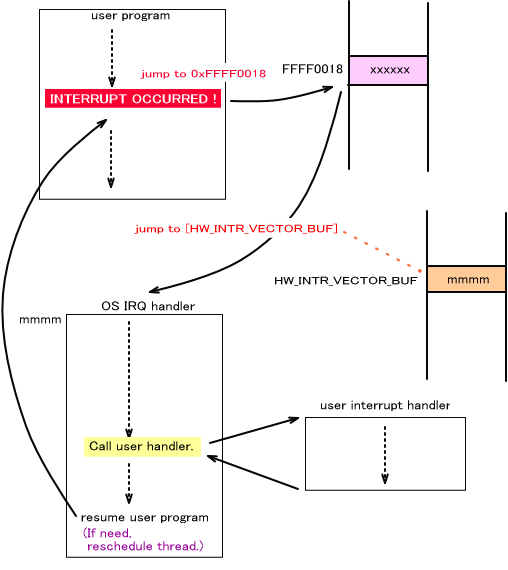 user program
jump to 0xFFFF0018
INTERRUPT OCCURRED !
FFFF0018
xxxxxx
jump to [HW_INTR_VECTOR_BUF]
HW_INTR_VECTOR_BUF
mmmm
OS IRQ handler
mmmm
user interrupt handler
Call user handler.
resume user program
(If need,
reschedule thread.)